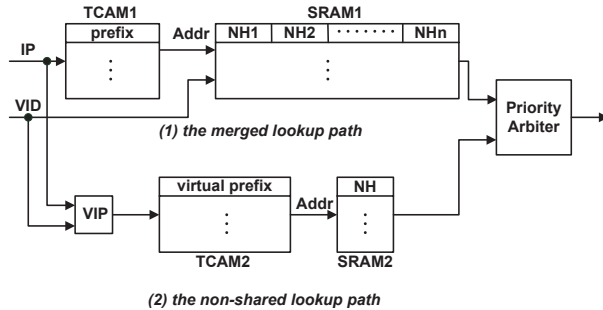 TCAM1
SRAM1
IP
prefix
Addr
NH1 NH2 ········ NHn
VID
(1) the merged lookup path
Priority
Arbiter
VIP
virtual prefix
Addr
NH
TCAM2
SRAM2
(2) the non-shared lookup path